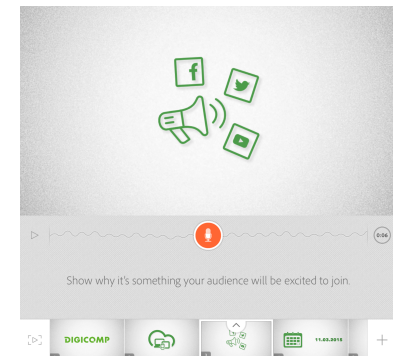 0:06
Show why it's something your audience will be excited to join.
DIGICOMP
11.03.2015